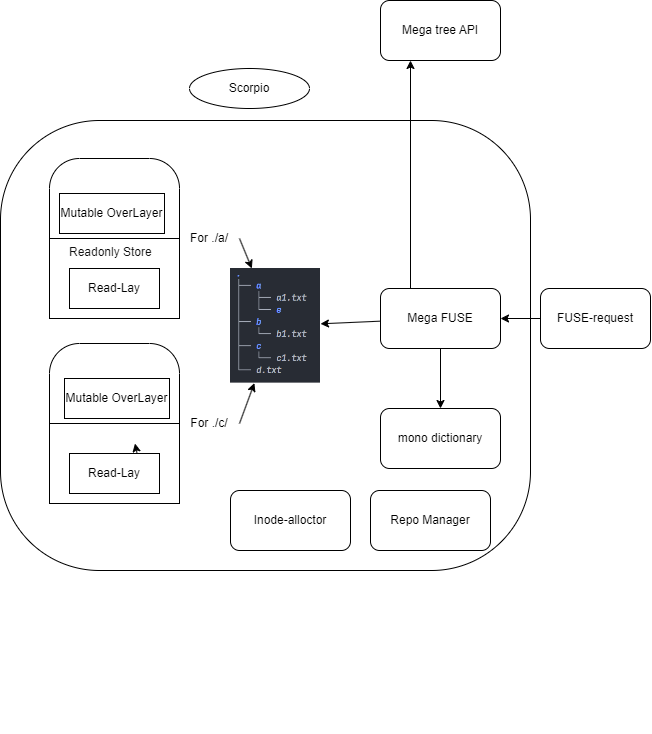 Mega tree API
Scorpio
Mutable OverLayer
For ./a/
Readonly Store
Read-Lay
.
a
a1.txt
e
b
b1.txt
c
c1.txt
d.txt
Mega FUSE
FUSE-request
Mutable OverLayer
For ./c/
mono dictionary
Read-Lay
Inode-alloctor
Repo Manager